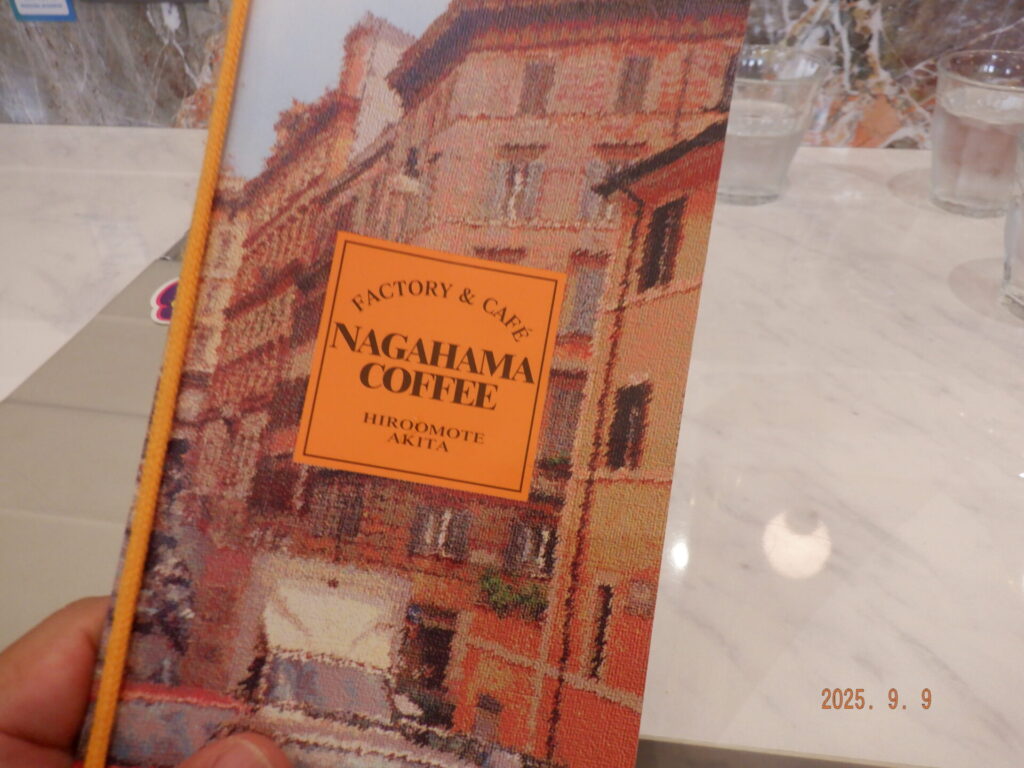 FACTORY & CAFÉ
NAGAHAMA
COFFEE
HIROOMOTE
AKITA
2025. 9. 9